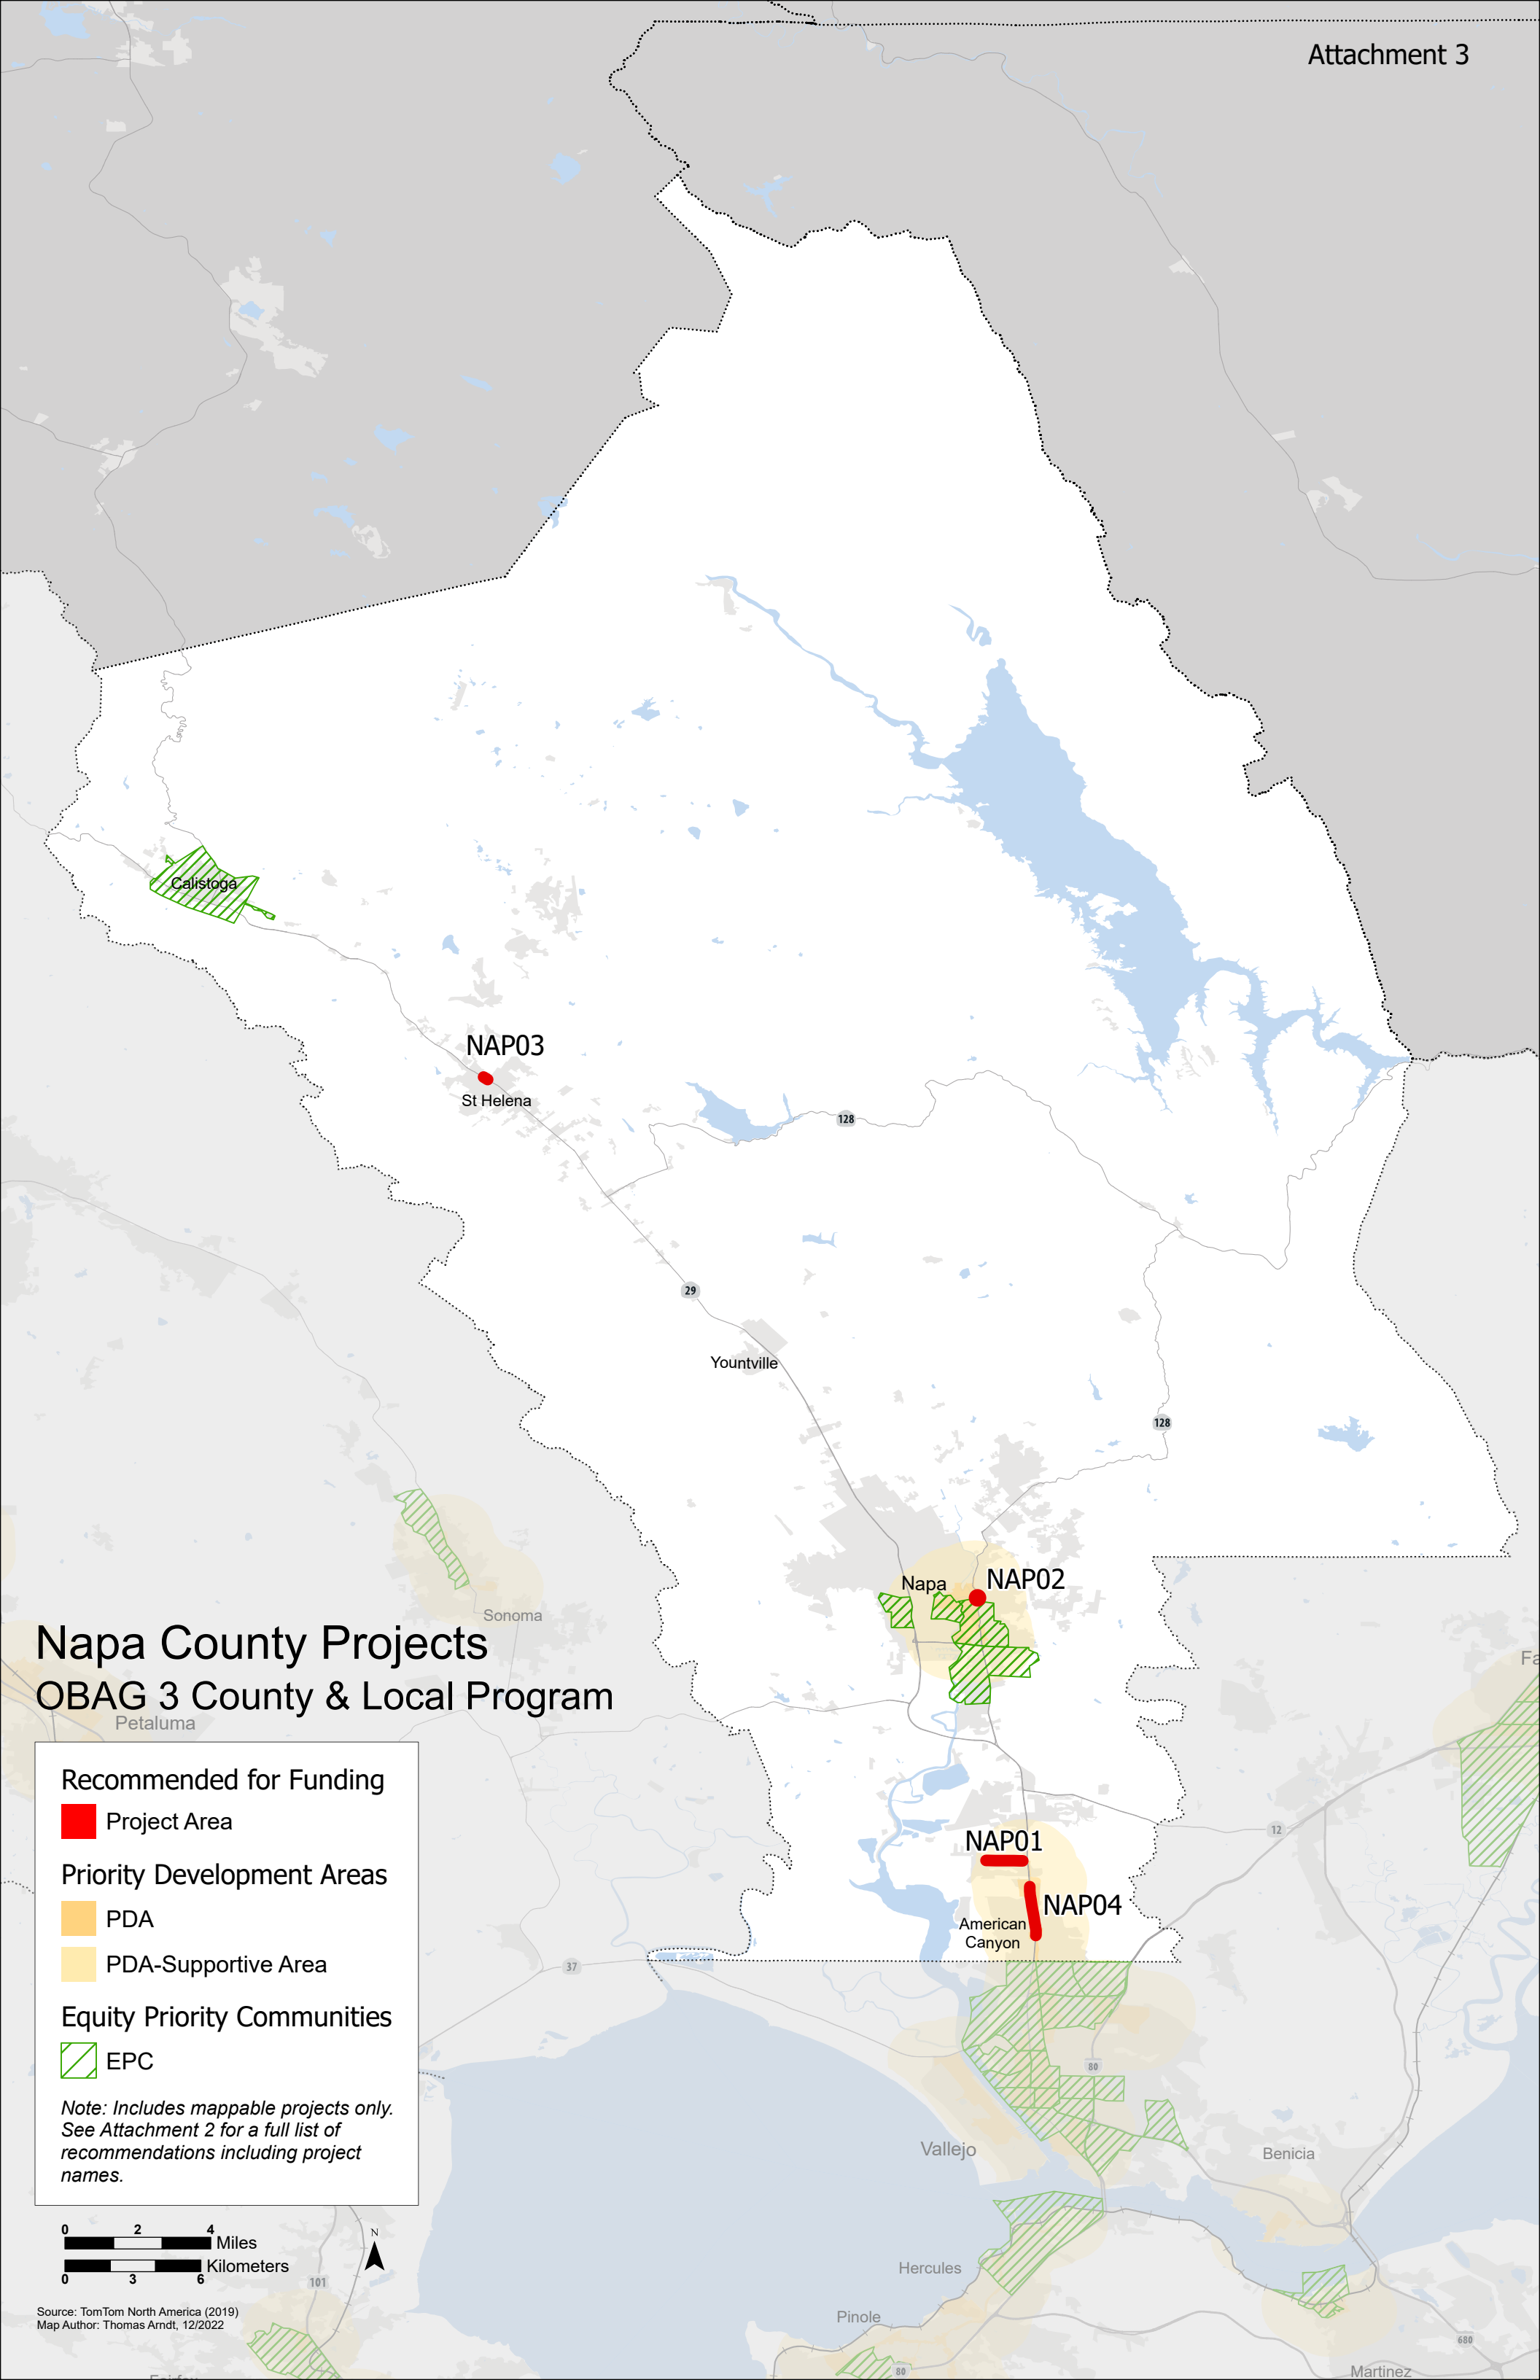 Attachment 3
Calistoga
NAP03
St Helena
128
29
Yountville
128
Napa
NAP02
Sonoma
Napa County Projects
OBAG 3 County & Local Program
Petaluma
Recommended for Funding
Project Area
Priority Development Areas
PDA
PDA-Supportive Area
Equity Priority Communities
EPC
Note: Includes mappable projects only.
See Attachment 2 for a full list of
recommendations including project
names.
12
NAP01
NAP04
American
Canyon
37
80
Vallejo
Benicia
Hercules
Pinole
80
680
Martinez
0 2 4
Miles
Kilometers
0 3 6
N
101
Source: TomTom North America (2019)
Map Author: Thomas Arndt, 12/2022